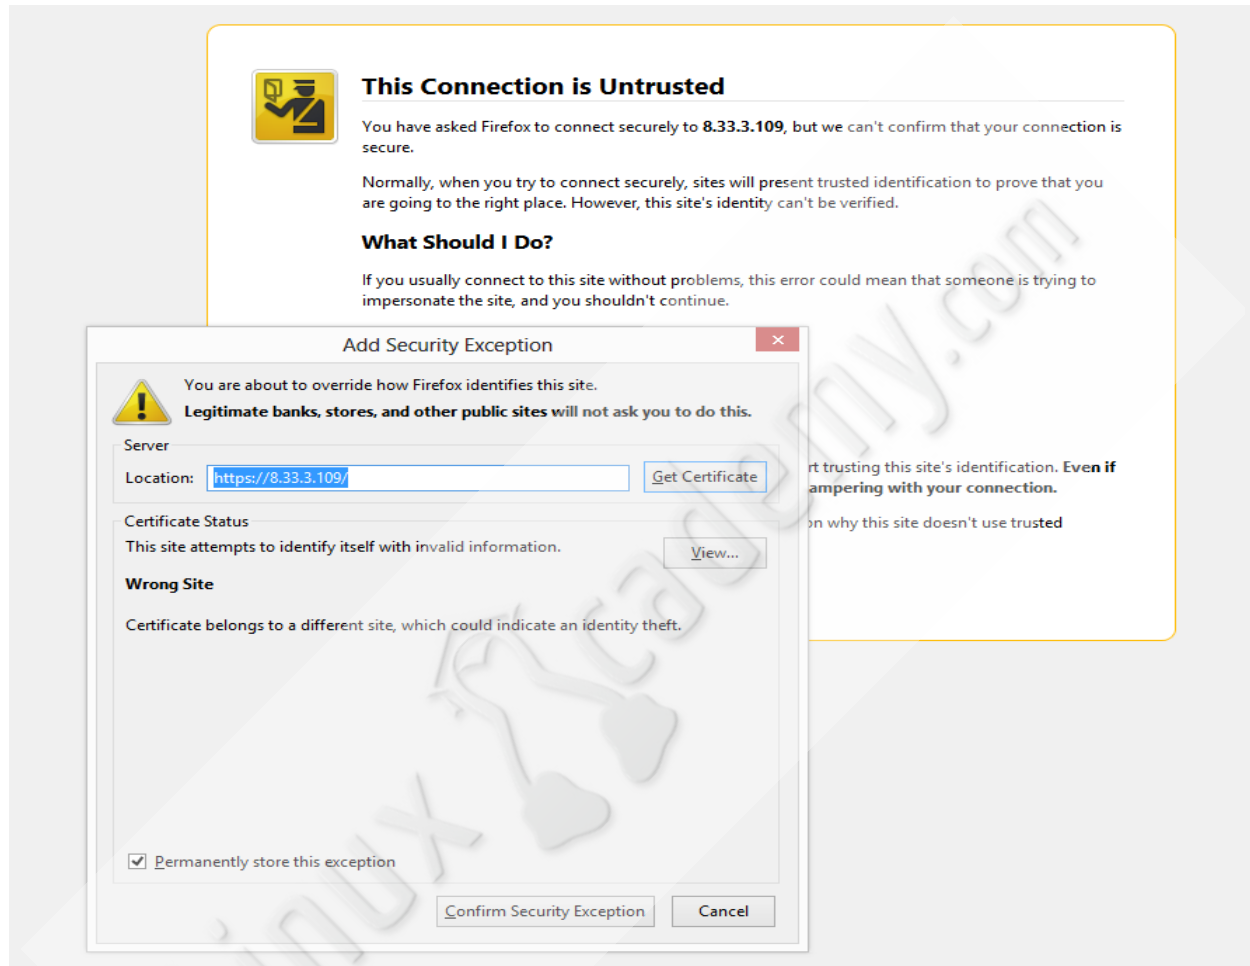 This Connection is Untrusted
You have asked Firefox to connect securely to 8.33.3.109, but we can't confirm that your connection is
secure.
Normally, when you try to connect securely, sites will present trusted identification to prove that you
are going to the right place. However, this site's identity can't be verified.
What Should I Do?
If you usually connect to this site without problems, this error could mean that someone is trying to
impersonate the site, and you shouldn't continue.
Add Security Exception
You are about to override how Firefox identifies this site.
Legitimate banks, stores, and other public sites will not ask you to do this.
Server
Location: https://8.33.3.109/ Get Certificate
Certificate Status
This site attempts to identify itself with invalid information. View...
Wrong Site
Certificate belongs to a different site, which could indicate an identity theft.
Permanently store this exception
Confirm Security Exception Cancel
trusting this site's identification. Even if
with your connection.
why this site doesn't use trusted
cademy.com